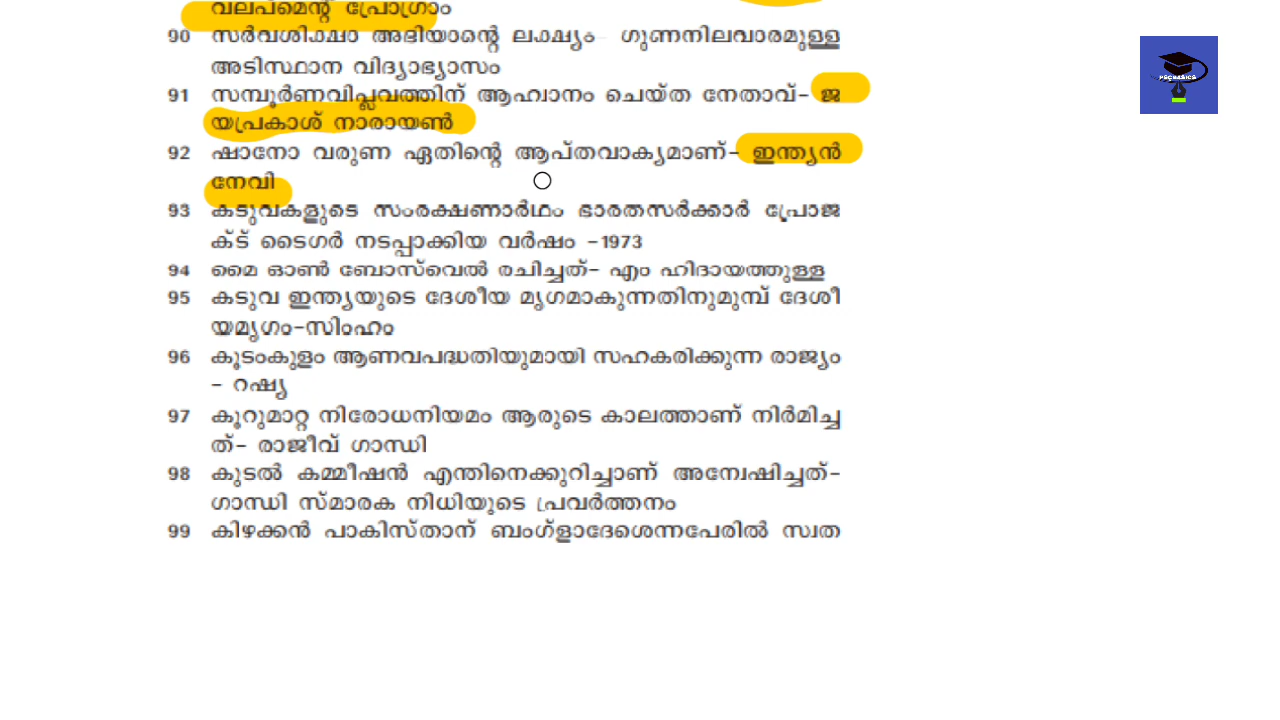 വലപ്മെന്റ് പ്രോഗ്രാം
90 സർവശിക്ഷാ അഭിയാന്റെ ലക്ഷ്യം- ഗുണനിലവാരമുള്ള
അടിസ്ഥാന വിദ്യാഭ്യാസം
91 സമ്പൂർണവിപ്ലവത്തിന് ആഹ്വാനം ചെയ്ത നേതാവ്- ജ
യപ്രകാശ് നാരായൺ
92 ഷാനോ വരുണ ഏതിന്റെ ആപ്തവാക്യമാണ്- ഇന്ത്യൻ
നേവി
93 കടുവകളുടെ സംരക്ഷണാർഥം ഭാരതസർക്കാർ പ്രോജ
ക്ട് ടൈഗർ നടപ്പാക്കിയ വർഷം -1973
94 മൈ ഓൺ ബോസ്‌വെൽ രചിച്ചത്- എം ഹിദായത്തുള്ള
95 കടുവ ഇന്ത്യയുടെ ദേശീയ മൃഗമാകുന്നതിനുമുമ്പ് ദേശീ
യമൃഗം-സിംഹം
96 കൂടംകുളം ആണവപദ്ധതിയുമായി സഹകരിക്കുന്ന രാജ്യം
- റഷ്യ
97 കൂറുമാറ്റ നിരോധനിയമം ആരുടെ കാലത്താണ് നിർമിച്ച
ത്- രാജീവ് ഗാന്ധി
98 കുടൽ കമ്മീഷൻ എന്തിനെക്കുറിച്ചാണ് അന്വേഷിച്ചത്-
ഗാന്ധി സ്മാരക നിധിയുടെ പ്രവർത്തനം
99 കിഴക്കൻ പാകിസ്താന് ബംഗ്ളാദേശെന്നപേരിൽ സ്വത